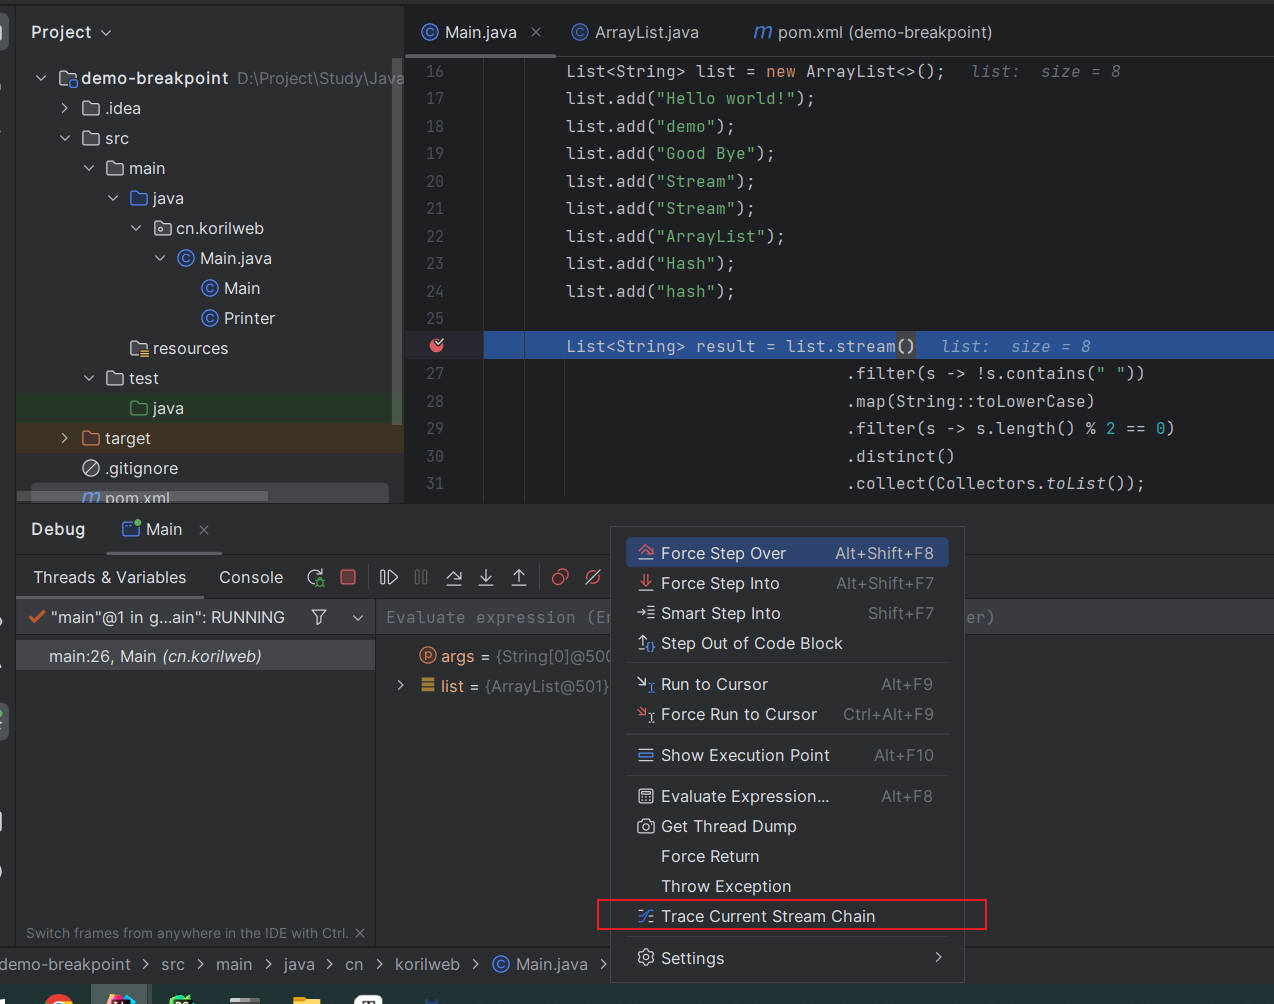 Project
Main.java
ArrayList.java
pom.xml (demo-breakpoint)
demo-breakpoint D:\Project\Study\Java
.idea
src
main
java
cn.korilweb
Main.java
Main
Printer
resources
test
java
target
.gitignore
pom.xml
16 List<String> list = new ArrayList<>(); list: size = 8
17 list.add("Hello world!");
18 list.add("demo");
19 list.add("Good Bye");
20 list.add("Stream");
21 list.add("Stream");
22 list.add("ArrayList");
23 list.add("Hash");
24 list.add("hash");
25
List<String> result = list.stream() list: size = 8
27 .filter(s -> !s.contains(" "))
28 .map(String::toLowerCase)
29 .filter(s -> s.length() % 2 == 0)
30 .distinct()
31 .collect(Collectors.toList());
Debug Main
Threads & Variables Console
"main"@1 in g...ain": RUNNING
Evaluate expression (En er)
main:26, Main (cn.korilweb)
args = {String[0]@500
list = {ArrayList@501}
Force Step Over Alt+Shift+F8
Force Step Into Alt+Shift+F7
Smart Step Into Shift+F7
Step Out of Code Block
Run to Cursor Alt+F9
Force Run to Cursor Ctrl+Alt+F9
Show Execution Point Alt+F10
Evaluate Expression... Alt+F8
Get Thread Dump
Force Return
Throw Exception
Trace Current Stream Chain
Settings
Switch frames from anywhere in the IDE with Ctrl.
demo-breakpoint > src > main > java > cn > korilweb > Main.java >